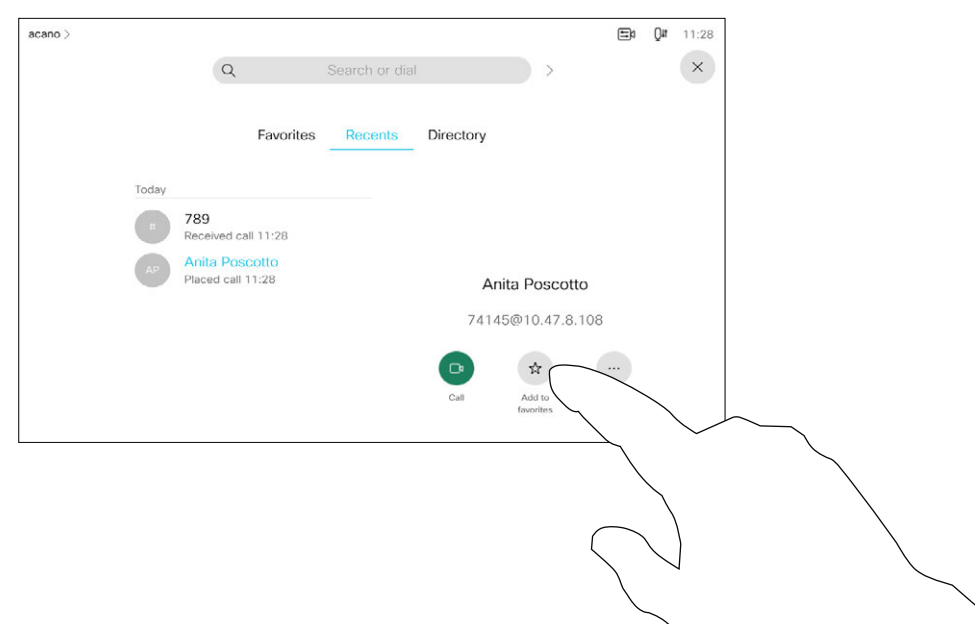 acano >
11:28
Search or dial
Favorites Recents Directory
Today
#
789
Received call 11:28
AP
Anita Poscotto
Placed call 11:28
Anita Poscotto
74145@10.47.8.108
...
Call
Add to
favorites